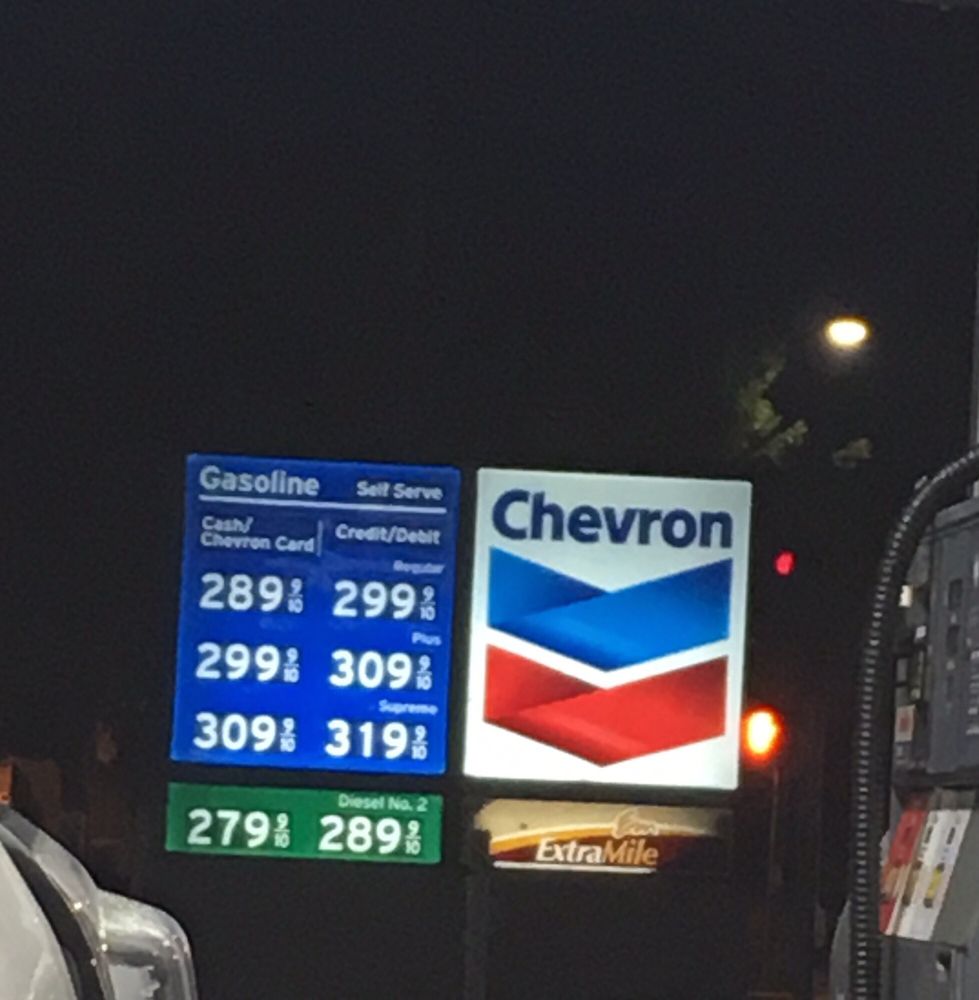 Gasoline Self Serve
Cash/ Chevron Card Credit/Debit
Regular
289 9/10 299 9/10
Plus
299 9/10 309 9/10
Supreme
309 9/10 319 9/10
Diesel No. 2
279 9/10 289 9/10
Chevron
ExtraMile